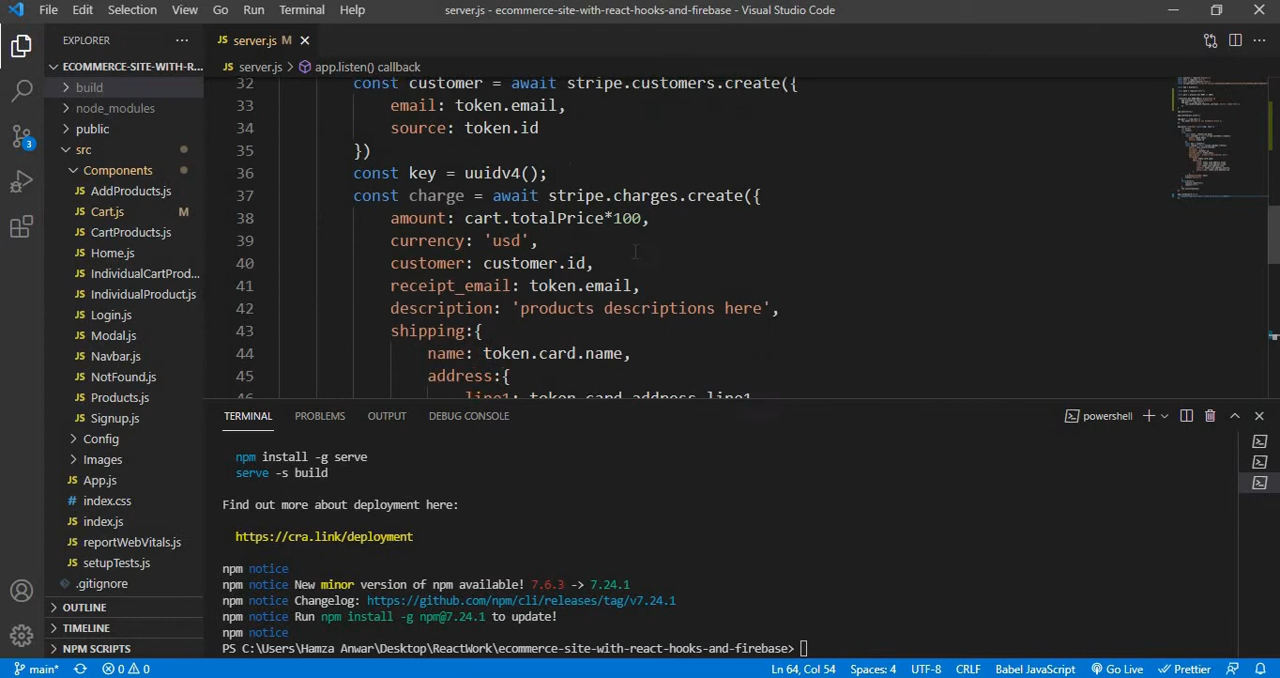 File Edit Selection View Go Run Terminal Help
server.js - ecommerce-site-with-react-hooks-and-firebase - Visual Studio Code
EXPLORER
ECOMMERCE-SITE-WITH-R...
build
node_modules
public
src
Components
AddProducts.js
Cart.js M
CartProducts.js
Home.js
IndividualCartProd...
IndividualProduct.js
Login.js
Modal.js
Navbar.js
NotFound.js
Products.js
Signup.js
Config
Images
App.js
index.css
index.js
reportWebVitals.js
setupTests.js
.gitignore
OUTLINE
TIMELINE
NPM SCRIPTS
3
JS server.js M
JS server.js > app.listen() callback
32 const customer = await stripe.customers.create({
33 email: token.email,
34 source: token.id
35 })
36 const key = uuidv4();
37 const charge = await stripe.charges.create({
38 amount: cart.totalPrice*100,
39 currency: 'usd',
40 customer: customer.id,
41 receipt_email: token.email,
42 description: 'products descriptions here',
43 shipping:{
44 name: token.card.name,
45 address:{
46 line1: token.card.address_line1
TERMINAL PROBLEMS OUTPUT DEBUG CONSOLE
powershell
npm install -g serve
serve -s build
Find out more about deployment here:
https://cra.link/deployment
npm notice
npm notice New minor version of npm available! 7.6.3 -> 7.24.1
npm notice Changelog: https://github.com/npm/cli/releases/tag/v7.24.1
npm notice Run npm install -g npm@7.24.1 to update!
npm notice
PS C:\Users\Hamza Anwar\Desktop\ReactWork\ecommerce-site-with-react-hooks-and-firebase>
main* 0 0 Ln 64, Col 54 Spaces: 4 UTF-8 CRLF Babel JavaScript Go Live Prettier